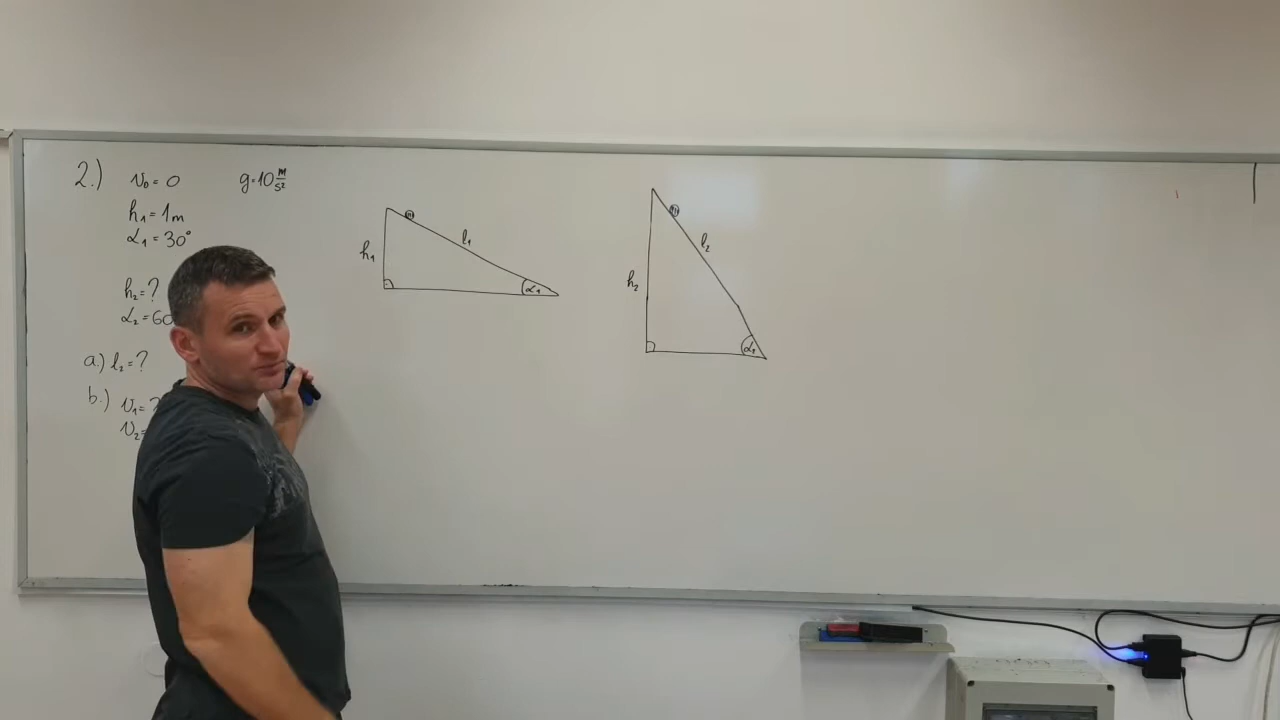 2.) v₀ = 0 g=10 m/s²
h₁ = 1m
α₁ = 30°
h₂ = ?
α₂ = 60
a.) l₂ = ?
b.) v₁ = ?
v₂ =
h₁
l₁
α₁
h₂
l₂